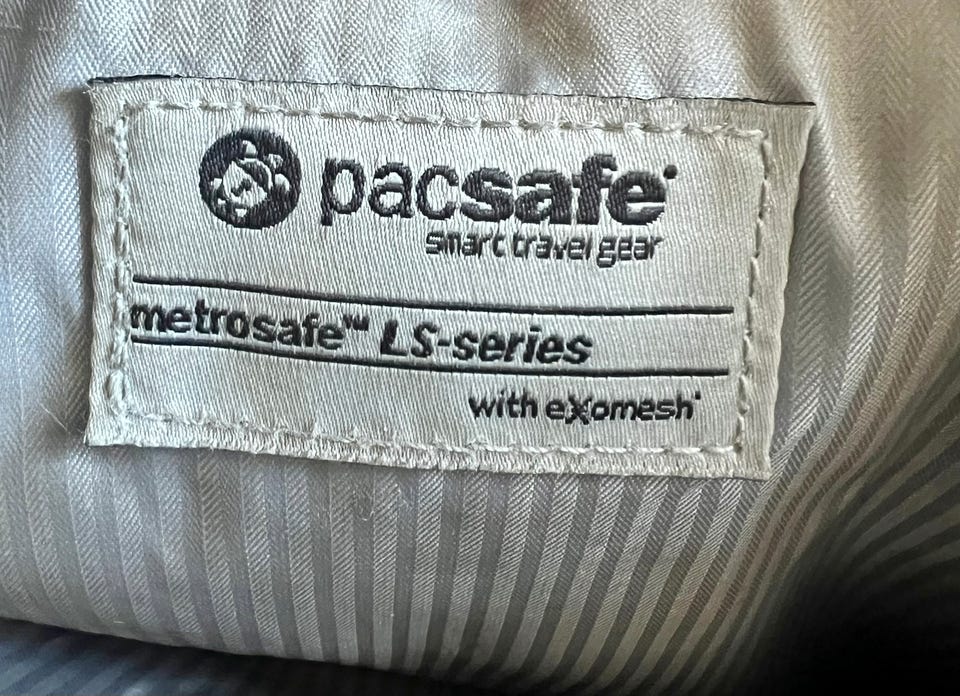 pacsafe®
smart travel gear
metrosafe™ LS-series
with eXomesh®